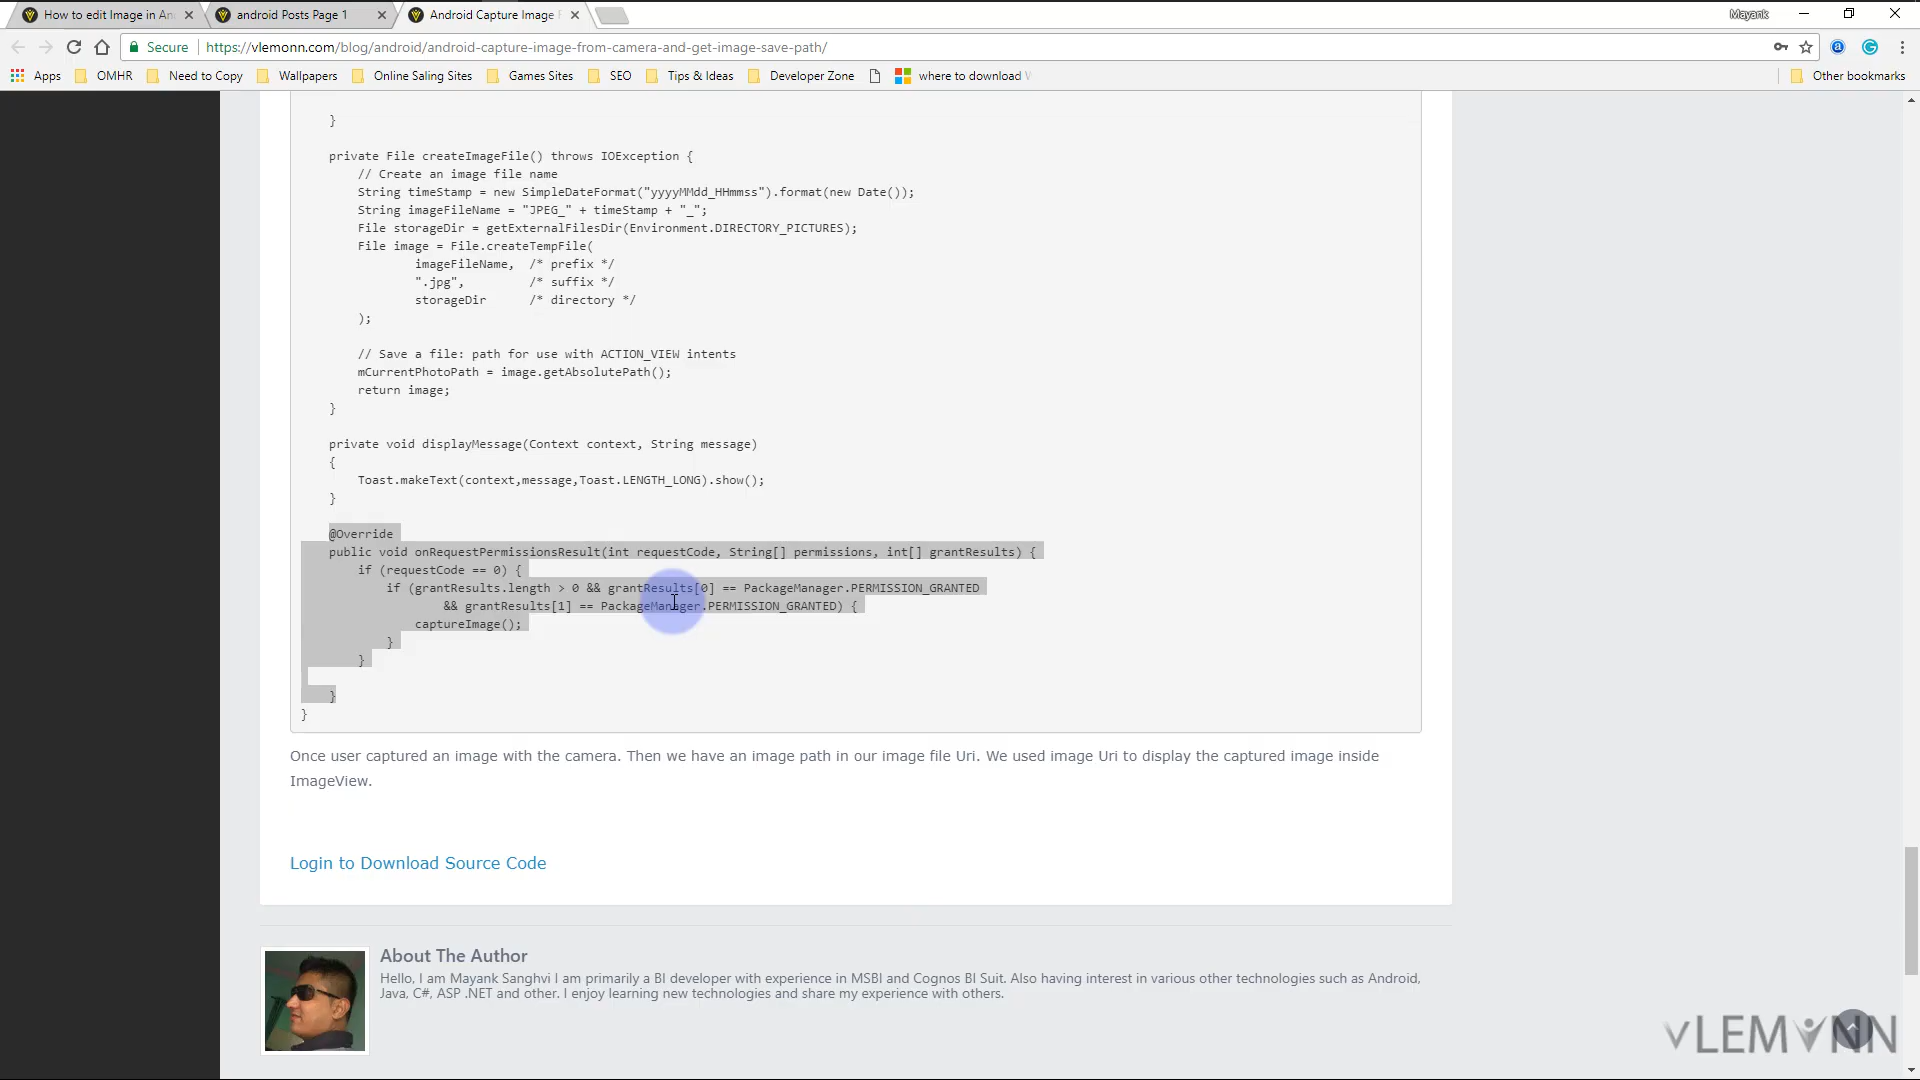 How to edit Image in An
android Posts Page 1
Android Capture Image F
Mayank
Secure
https://vlemonn.com/blog/android/android-capture-image-from-camera-and-get-image-save-path/
Apps
OMHR
Need to Copy
Wallpapers
Online Saling Sites
Games Sites
SEO
Tips & Ideas
Developer Zone
where to download W
Other bookmarks
}
private File createImageFile() throws IOException {
// Create an image file name
String timeStamp = new SimpleDateFormat("yyyyMMdd_HHmmss").format(new Date());
String imageFileName = "JPEG_" + timeStamp + "_";
File storageDir = getExternalFilesDir(Environment.DIRECTORY_PICTURES);
File image = File.createTempFile(
imageFileName,  /* prefix */
".jpg",         /* suffix */
storageDir      /* directory */
);
// Save a file: path for use with ACTION_VIEW intents
mCurrentPhotoPath = image.getAbsolutePath();
return image;
}
private void displayMessage(Context context, String message)
{
Toast.makeText(context,message,Toast.LENGTH_LONG).show();
}
@Override
public void onRequestPermissionsResult(int requestCode, String[] permissions, int[] grantResults) {
if (requestCode == 0) {
if (grantResults.length > 0 && grantResults[0] == PackageManager.PERMISSION_GRANTED
&& grantResults[1] == PackageManager.PERMISSION_GRANTED) {
captureImage();
}
}
}
}
Once user captured an image with the camera. Then we have an image path in our image file Uri. We used image Uri to display the captured image inside
ImageView.
Login to Download Source Code
About The Author
Hello, I am Mayank Sanghvi I am primarily a BI developer with experience in MSBI and Cognos BI Suit. Also having interest in various other technologies such as Android,
Java, C#, ASP .NET and other. I enjoy learning new technologies and share my experience with others.
vLEMONN